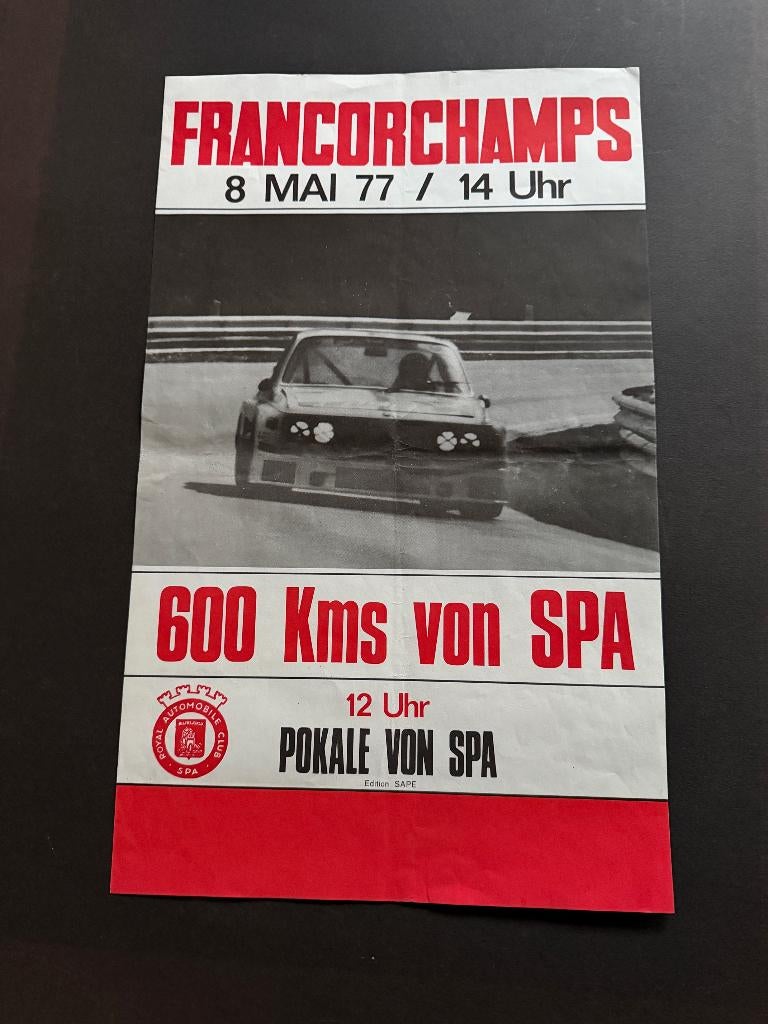 FRANCORCHAMPS
8 MAI 77 / 14 Uhr
600 Kms von SPA
12 Uhr
ROYAL AUTOMOBILE CLUB
SPA
POKALE VON SPA
Edition SAPE